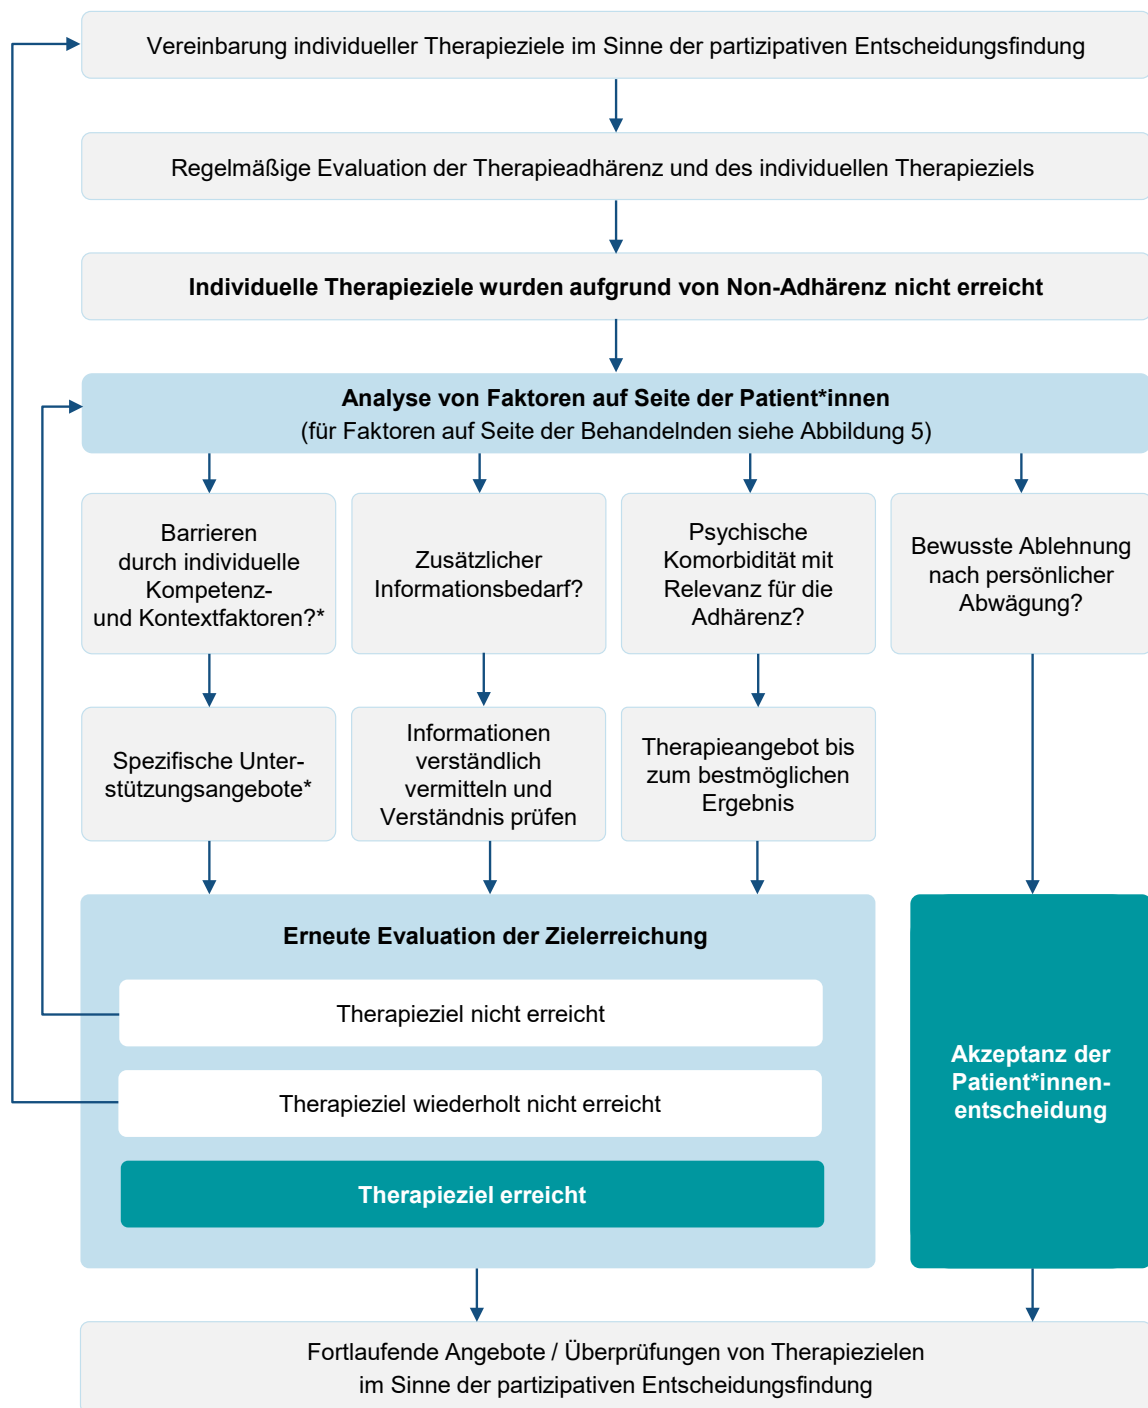 Vereinbarung individueller Therapieziele im Sinne der partizipativen Entscheidungsfindung
Regelmäßige Evaluation der Therapieadhärenz und des individuellen Therapieziels
Individuelle Therapieziele wurden aufgrund von Non-Adhärenz nicht erreicht
Analyse von Faktoren auf Seite der Patient*innen
(für Faktoren auf Seite der Behandelnden siehe Abbildung 5)
Barrieren
durch individuelle
Kompetenz-
und Kontextfaktoren?*
Zusätzlicher
Informationsbedarf?
Psychische
Komorbidität mit
Relevanz für die
Adhärenz?
Bewusste Ablehnung
nach persönlicher
Abwägung?
Spezifische Unter-
stützungsangebote*
Informationen
verständlich
vermitteln und
Verständnis prüfen
Therapieangebot bis
zum bestmöglichen
Ergebnis
Erneute Evaluation der Zielerreichung
Therapieziel nicht erreicht
Therapieziel wiederholt nicht erreicht
Therapieziel erreicht
Akzeptanz der
Patient*innen-
entscheidung
Fortlaufende Angebote / Überprüfungen von Therapiezielen
im Sinne der partizipativen Entscheidungsfindung